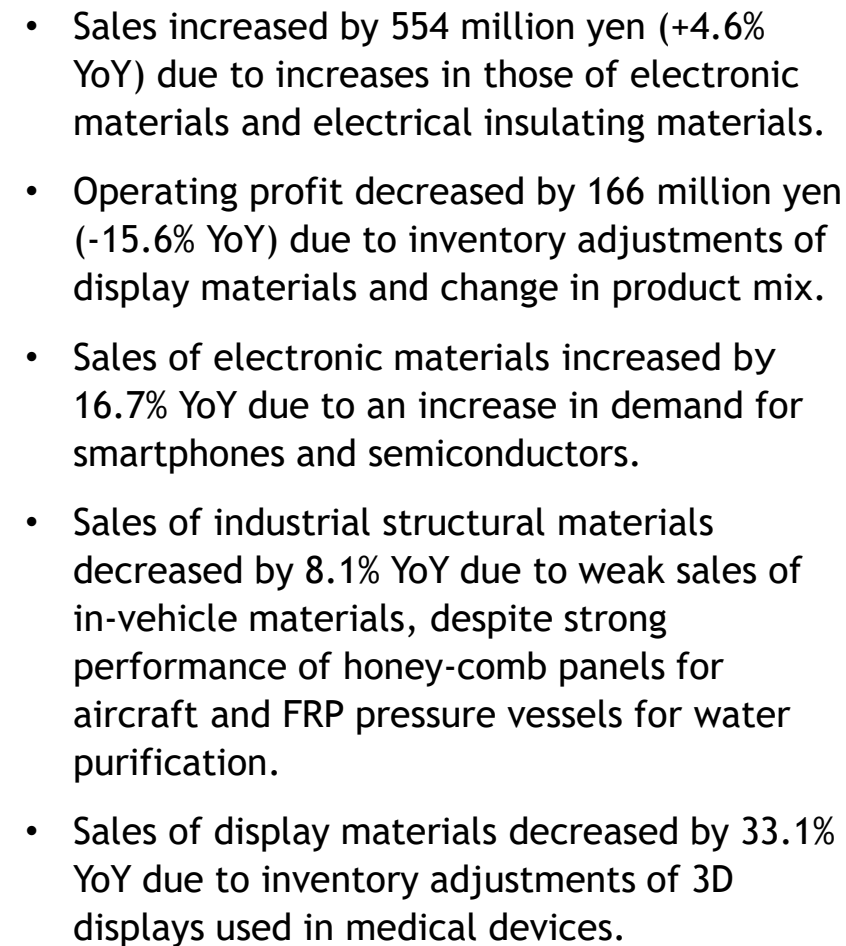 • Sales increased by 554 million yen (+4.6%
YoY) due to increases in those of electronic
materials and electrical insulating materials.
• Operating profit decreased by 166 million yen
(-15.6% YoY) due to inventory adjustments of
display materials and change in product mix.
• Sales of electronic materials increased by
16.7% YoY due to an increase in demand for
smartphones and semiconductors.
• Sales of industrial structural materials
decreased by 8.1% YoY due to weak sales of
in-vehicle materials, despite strong
performance of honey-comb panels for
aircraft and FRP pressure vessels for water
purification.
• Sales of display materials decreased by 33.1%
YoY due to inventory adjustments of 3D
displays used in medical devices.